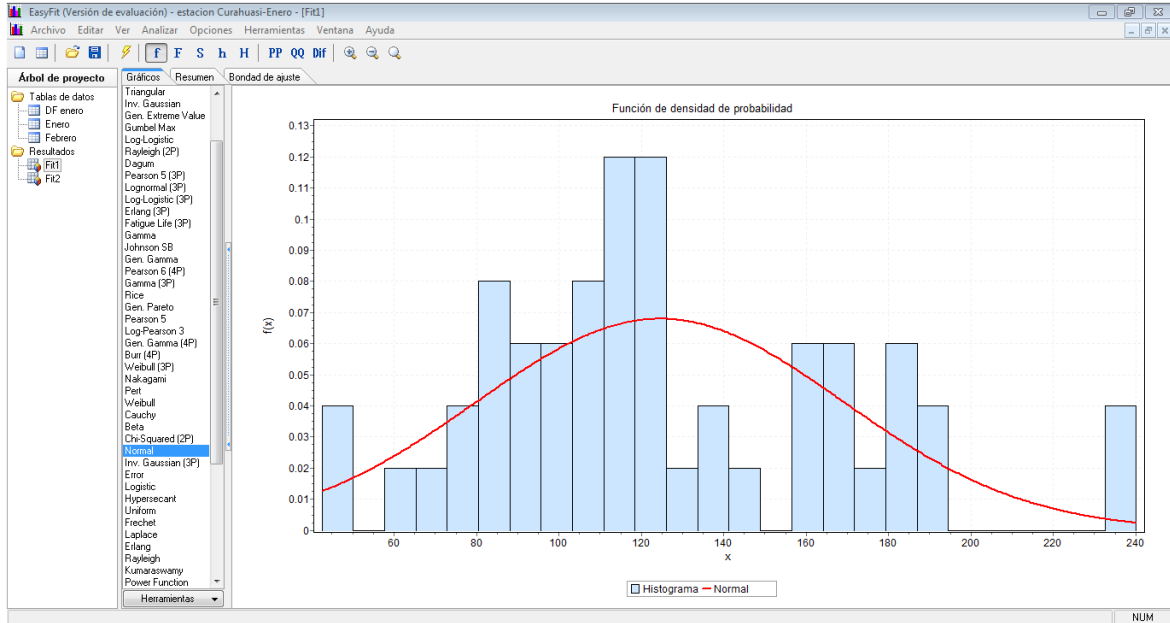 EasyFit (Versión de evaluación) - estacion Curahuasi-Enero - [Fit1]
Archivo Editar Ver Analizar Opciones Herramientas Ventana Ayuda
f F S h H PP QQ Dif
Árbol de proyecto
Tablas de datos
DF enero
Enero
Febrero
Resultados
Fit1
Fit2
Gráficos Resumen Bondad de ajuste
Triangular
Inv. Gaussian
Gen. Extreme Value
Gumbel Max
Log-Logistic
Rayleigh (2P)
Dagum
Pearson 5 (3P)
Lognormal (3P)
Log-Logistic (3P)
Erlang (3P)
Fatigue Life (3P)
Gamma
Johnson SB
Gen. Gamma
Pearson 6 (4P)
Gamma (3P)
Rice
Gen. Pareto
Pearson 5
Log-Pearson 3
Gen. Gamma (4P)
Burr (4P)
Weibull (3P)
Nakagami
Pert
Weibull
Cauchy
Beta
Chi-Squared (2P)
Normal
Inv. Gaussian (3P)
Error
Logistic
Hypersecant
Uniform
Frechet
Laplace
Erlang
Rayleigh
Kumaraswamy
Power Function
Herramientas
Función de densidad de probabilidad
f(x)
0.13
0.12
0.11
0.1
0.09
0.08
0.07
0.06
0.05
0.04
0.03
0.02
0.01
0
60 80 100 120 140 160 180 200 220 240
x
Histograma Normal
NUM